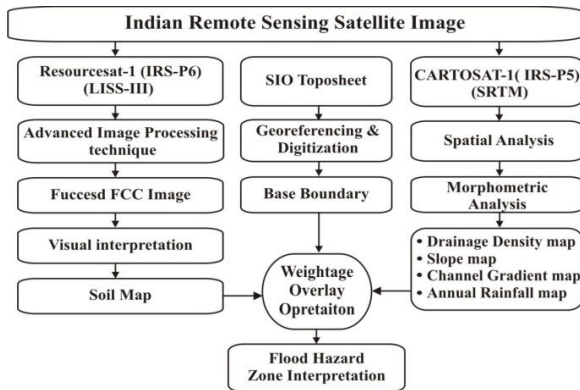 Indian Remote Sensing Satellite Image
Resourcesat-1 (IRS-P6)
(LISS-III)
Advanced Image Processing
technique
Fuccesd FCC Image
Visual interpretation
Soil Map
SIO Toposheet
Georeferencing &
Digitization
Base Boundary
Weightage
Overlay
Opretaiton
Flood Hazard
Zone Interpretation
CARTOSAT-1( IRS-P5)
(SRTM)
Spatial Analysis
Morphometric
Analysis
• Drainage Density map
• Slope map
• Channel Gradient map
• Annual Rainfall map